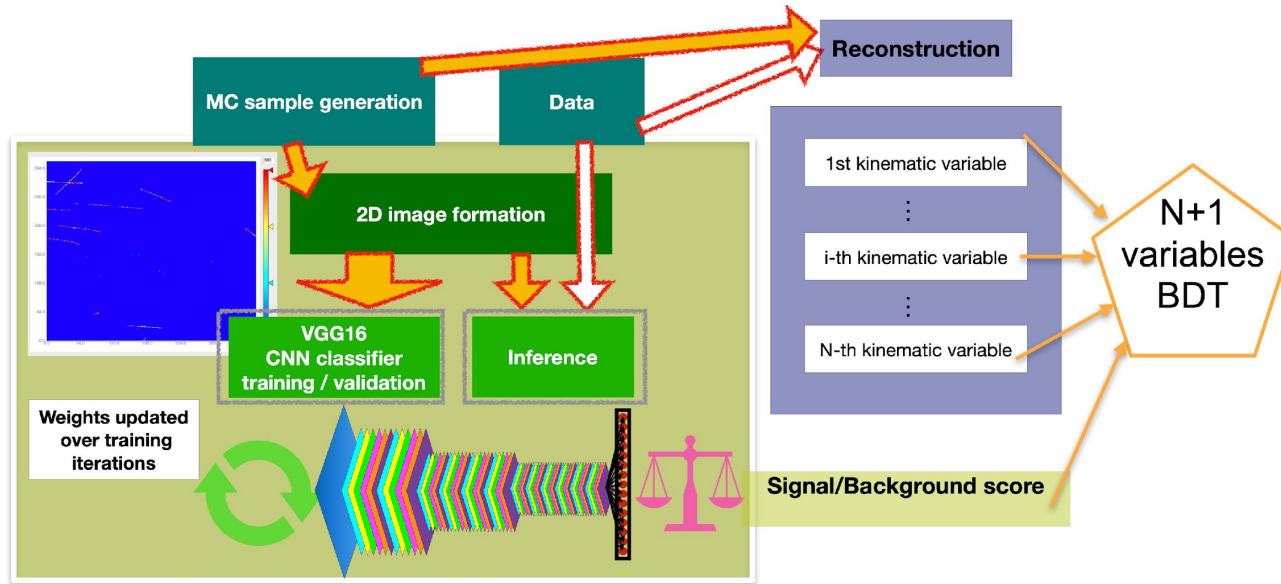 Reconstruction
MC sample generation
Data
2D image formation
VGG16
CNN classifier
training / validation
Inference
Weights updated
over training
iterations
1st kinematic variable
⋮
i-th kinematic variable
⋮
N-th kinematic variable
N+1
variables
BDT
Signal/Background score